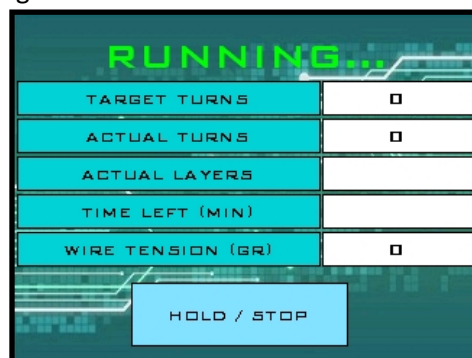 RUNNING...
TARGET TURNS 0
ACTUAL TURNS 0
ACTUAL LAYERS
TIME LEFT (MIN)
WIRE TENSION (GR) 0
HOLD / STOP